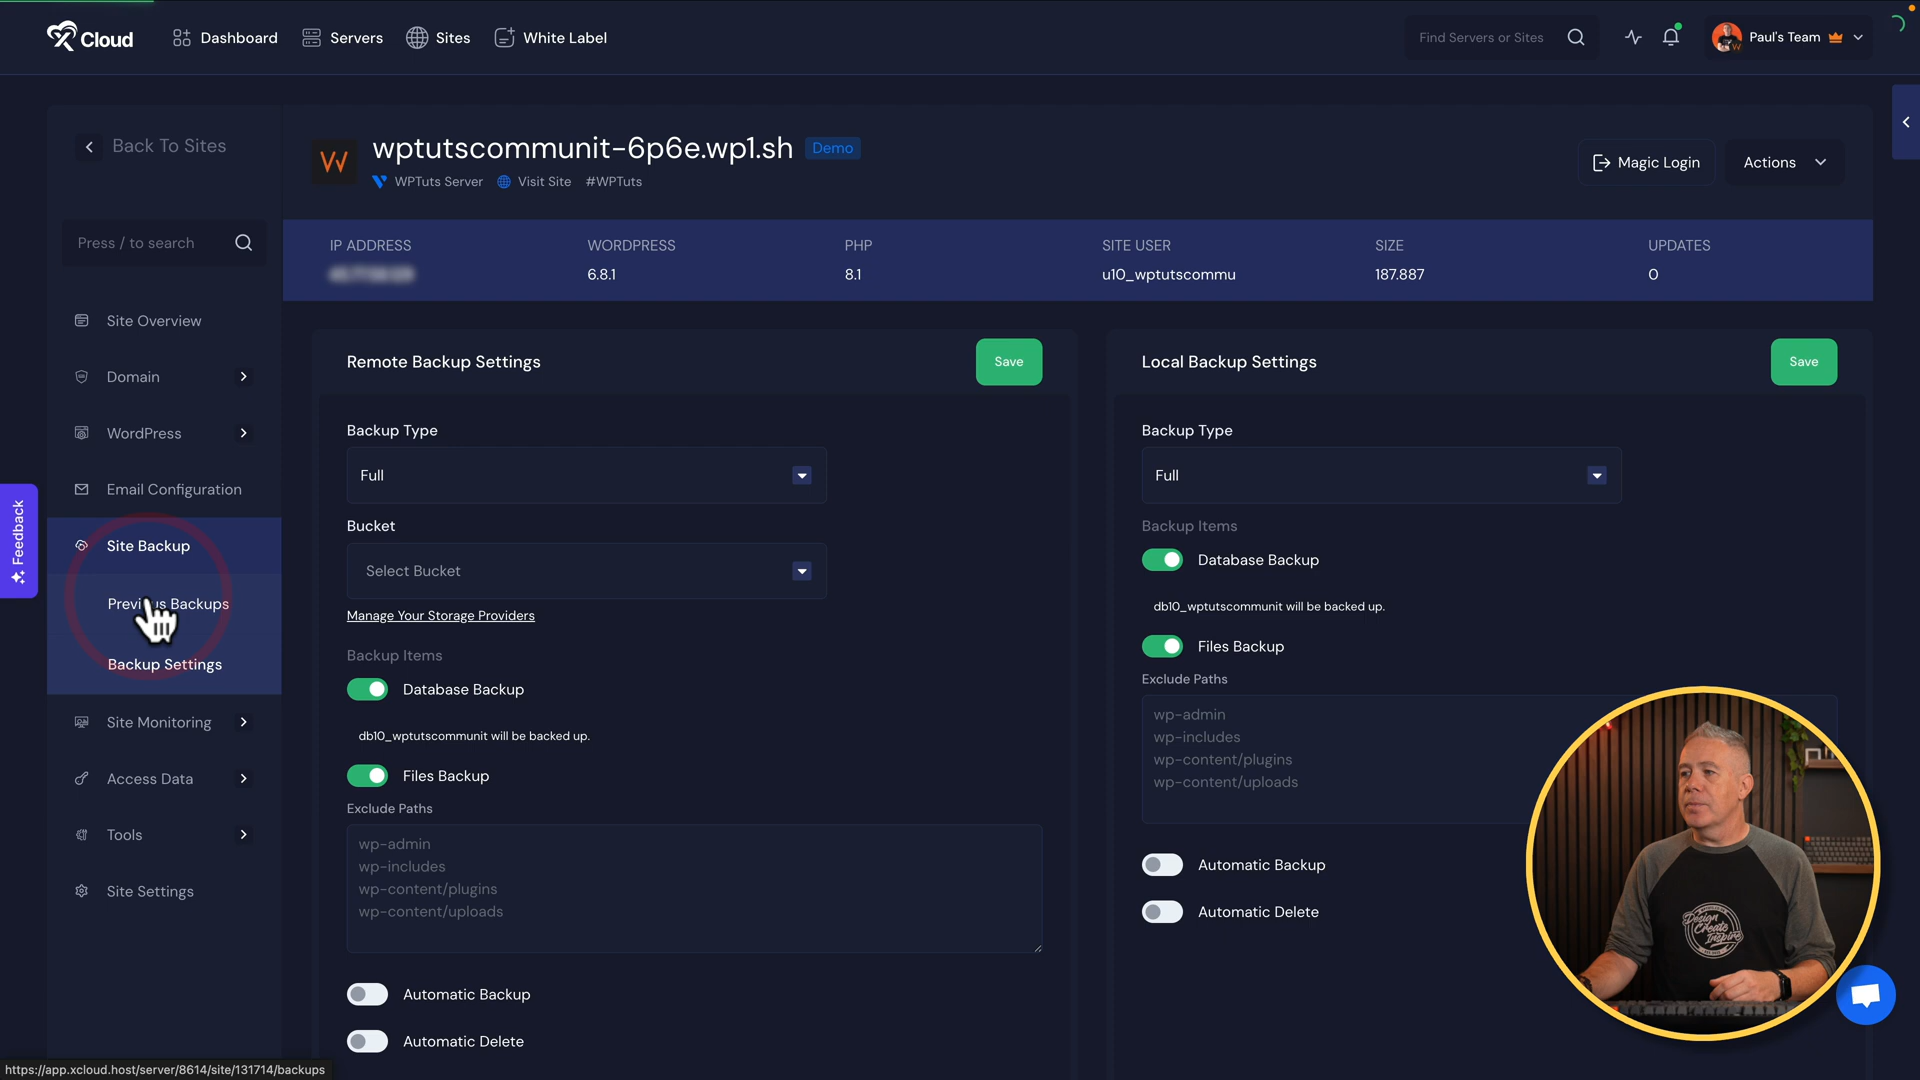 xCloud
Dashboard
Servers
Sites
White Label
Find Servers or Sites
Paul's Team
Back To Sites
Press / to search
Site Overview
Domain
WordPress
Email Configuration
Site Backup
Previous Backups
Backup Settings
Site Monitoring
Access Data
Tools
Site Settings
Feedback
W
wptutscommunit-6p6e.wp1.sh
Demo
WPTuts Server
Visit Site
#WPTuts
Magic Login
Actions
IP ADDRESS
WORDPRESS
6.8.1
PHP
8.1
SITE USER
u10_wptutscommu
SIZE
187.887
UPDATES
0
Remote Backup Settings
Save
Backup Type
Full
Bucket
Select Bucket
Manage Your Storage Providers
Backup Items
Database Backup
db10_wptutscommunit will be backed up.
Files Backup
Exclude Paths
wp-admin
wp-includes
wp-content/plugins
wp-content/uploads
Automatic Backup
Automatic Delete
Local Backup Settings
Save
Backup Type
Full
Backup Items
Database Backup
db10_wptutscommunit will be backed up.
Files Backup
Exclude Paths
wp-admin
wp-includes
wp-content/plugins
wp-content/uploads
Automatic Backup
Automatic Delete
Design
Create
Inspire
https://app.xcloud.host/server/8614/site/131714/backups